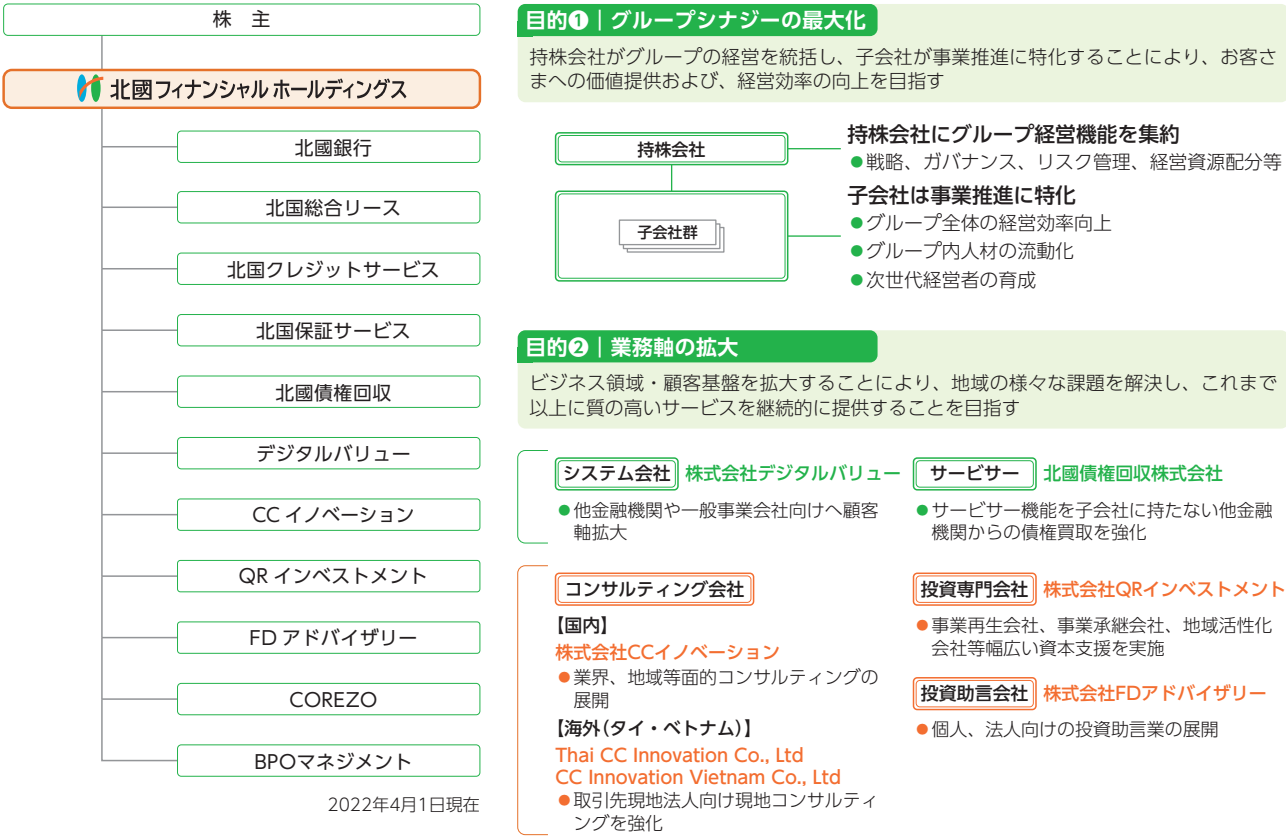 株 主
北國フィナンシャルホールディングス
北國銀行
北国総合リース
北国クレジットサービス
北国保証サービス
北國債権回収
デジタルバリュー
CC イノベーション
QR インベストメント
FD アドバイザリー
COREZO
BPOマネジメント
2022年4月1日現在
目的❶｜グループシナジーの最大化
持株会社がグループの経営を統括し、子会社が事業推進に特化することにより、お客さ
まへの価値提供および、経営効率の向上を目指す
持株会社
子会社群
持株会社にグループ経営機能を集約
●戦略、ガバナンス、リスク管理、経営資源配分等
子会社は事業推進に特化
●グループ全体の経営効率向上
●グループ内人材の流動化
●次世代経営者の育成
目的❷｜業務軸の拡大
ビジネス領域・顧客基盤を拡大することにより、地域の様々な課題を解決し、これまで
以上に質の高いサービスを継続的に提供することを目指す
システム会社 株式会社デジタルバリュー
●他金融機関や一般事業会社向けへ顧客
軸拡大
サービサー 北國債権回収株式会社
●サービサー機能を子会社に持たない他金融
機関からの債権買取を強化
コンサルティング会社
【国内】
株式会社CCイノベーション
●業界、地域等面的コンサルティングの
展開
【海外（タイ・ベトナム）】
Thai CC Innovation Co., Ltd
CC Innovation Vietnam Co., Ltd
●取引先現地法人向け現地コンサルティ
ングを強化
投資専門会社 株式会社QRインベストメント
●事業再生会社、事業承継会社、地域活性化
会社等幅広い資本支援を実施
投資助言会社 株式会社FDアドバイザリー
●個人、法人向けの投資助言業の展開